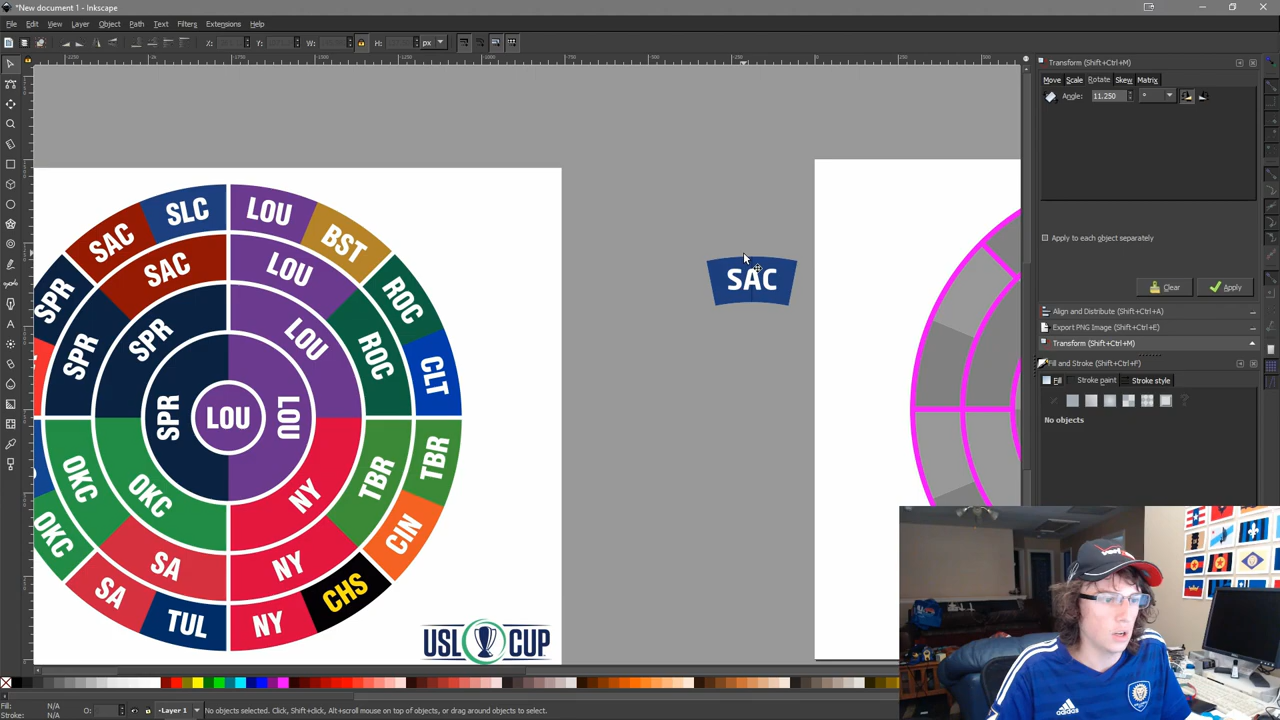 *New document 1 - Inkscape
File Edit View Layer Object Path Text Filters Extensions Help
X: Y: W: H: px
Transform (Shift+Ctrl+M)
Move Scale Rotate Skew Matrix
Angle: 11.250 °
Apply to each object separately
Clear Apply
Align and Distribute (Shift+Ctrl+A)
Export PNG Image (Shift+Ctrl+E)
Transform (Shift+Ctrl+M)
Fill and Stroke (Shift+Ctrl+F)
Fill Stroke paint Stroke style
No objects
SAC
SLC
LOU
BST
SPR
SAC
LOU
ROC
SPR
SPR
LOU
ROC
CLT
SPR
LOU
LOU
OKC
OKC
NY
TBR
TBR
OKC
SA
NY
CIN
SA
TUL
NY
CHS
USL CUP
SAC
Fill: N/A
Stroke: N/A
O:
Layer 1
No objects selected. Click, Shift+click, Alt+scroll mouse on top of objects, or drag around objects to select.